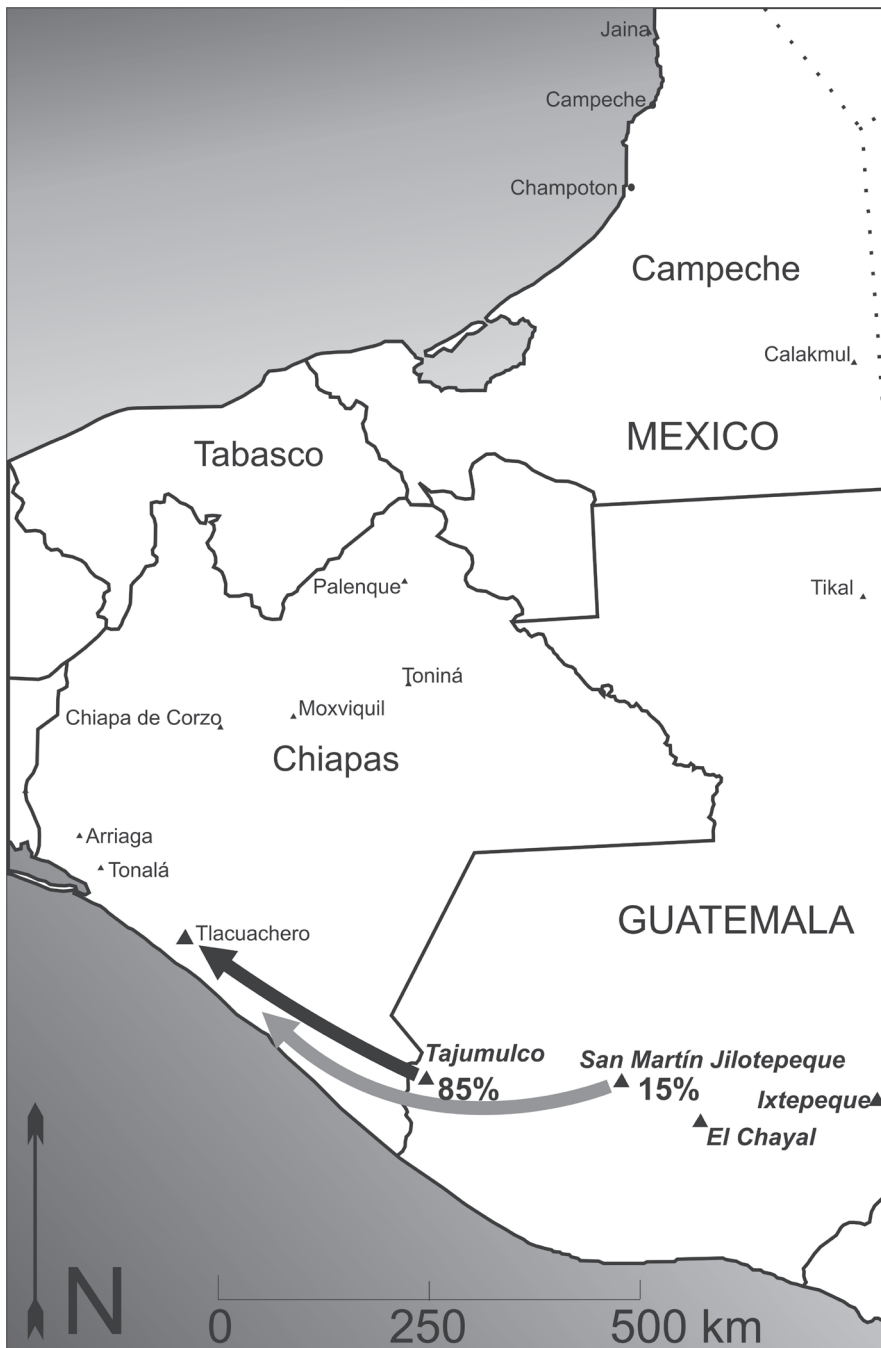 Jaina
Campeche
Champoton
Campeche
Calakmul
MEXICO
Tabasco
Palenque
Tikal
Toniná
Moxviquil
Chiapa de Corzo
Chiapas
Arriaga
Tonalá
GUATEMALA
Tlacuachero
Tajumulco
85%
San Martín Jilotepeque
15%
Ixtepeque
El Chayal
N
0 250 500 km